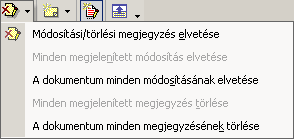 Módosítási/törlési megjegyzés elvetése
Minden megjelenített módosítás elvetése
A dokumentum minden módosításának elvetése
Minden megjelenített megjegyzés törlése
A dokumentum minden megjegyzésének törlése